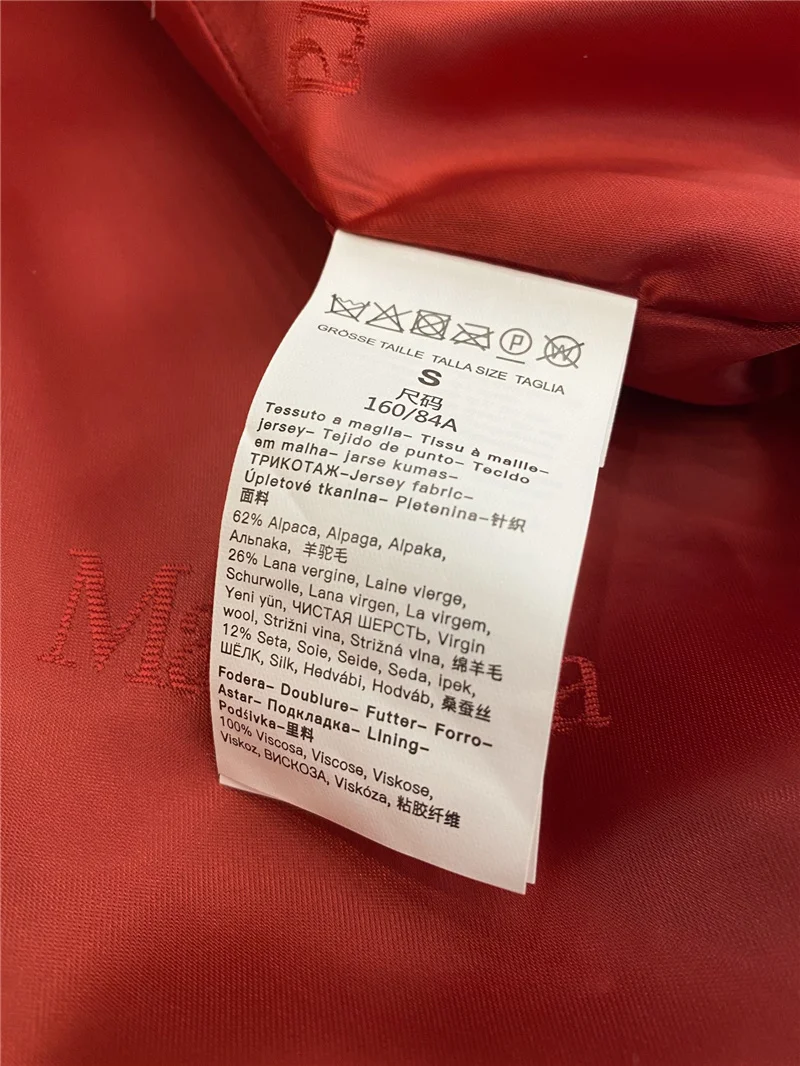 GRÖSSE TAILLE TALLA SIZE TAGLIA
S
尺码
160/84A
Tessuto a maglia– Tissu à maille–
jersey– Tejido de punto– Tecido
em malha– jarse kumas–
ТРИКОТАЖ–Jersey fabric–
Úpletové tkanina– Pletenina–针织
面料
62% Alpaca, Alpaga, Alpaka,
Альпака, 羊驼毛
26% Lana vergine, Laine vierge,
Schurwolle, Lana virgen, La virgem,
Yeni yün, ЧИСТАЯ ШЕРСТЬ, Virgin
wool, Strižni vina, Strižná vlna, 绵羊毛
12% Seta, Soie, Seide, Seda, ipek,
ШЁЛК, Silk, Hedvábi, Hodváb, 桑蚕丝
Fodera– Doublure– Futter– Forro–
Astar– Подкладка– Lining–
Podšívka–里料
100% Viscosa, Viscose, Viskose,
Viskoz, ВИСКОЗА, Viskóza, 粘胶纤维